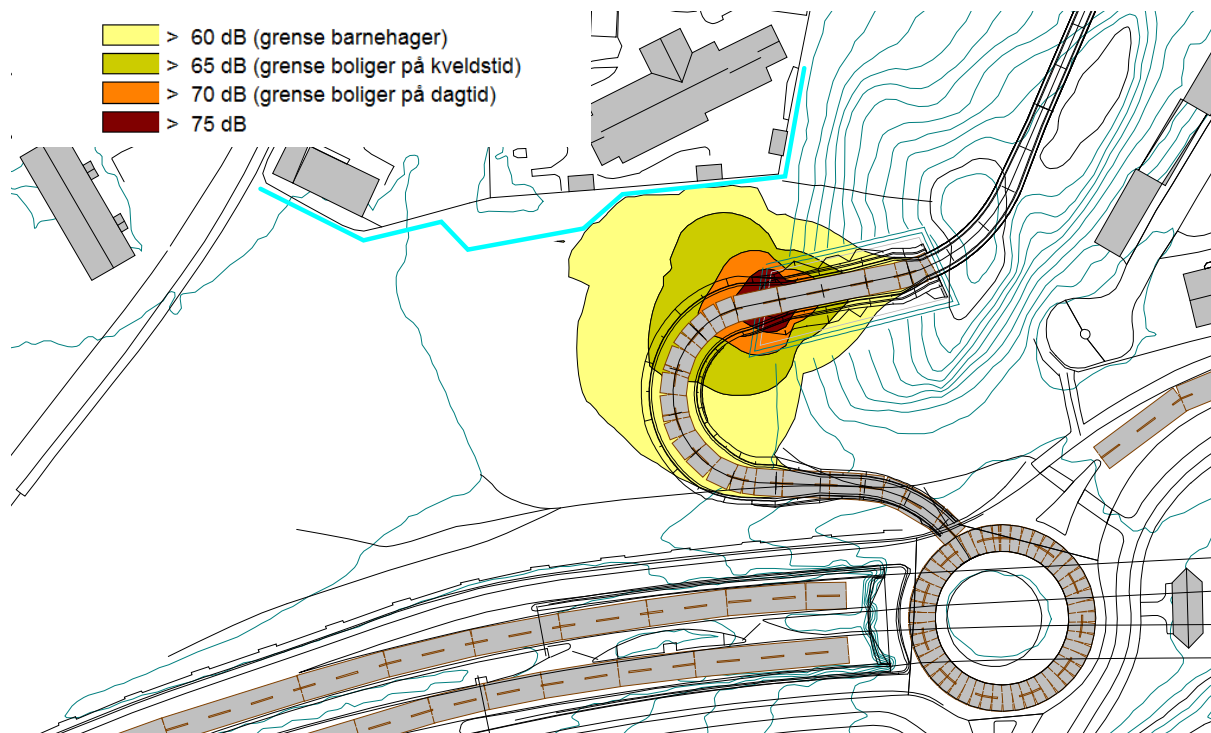 > 60 dB (grense barnehager)
> 65 dB (grense boliger på kveldstid)
> 70 dB (grense boliger på dagtid)
> 75 dB